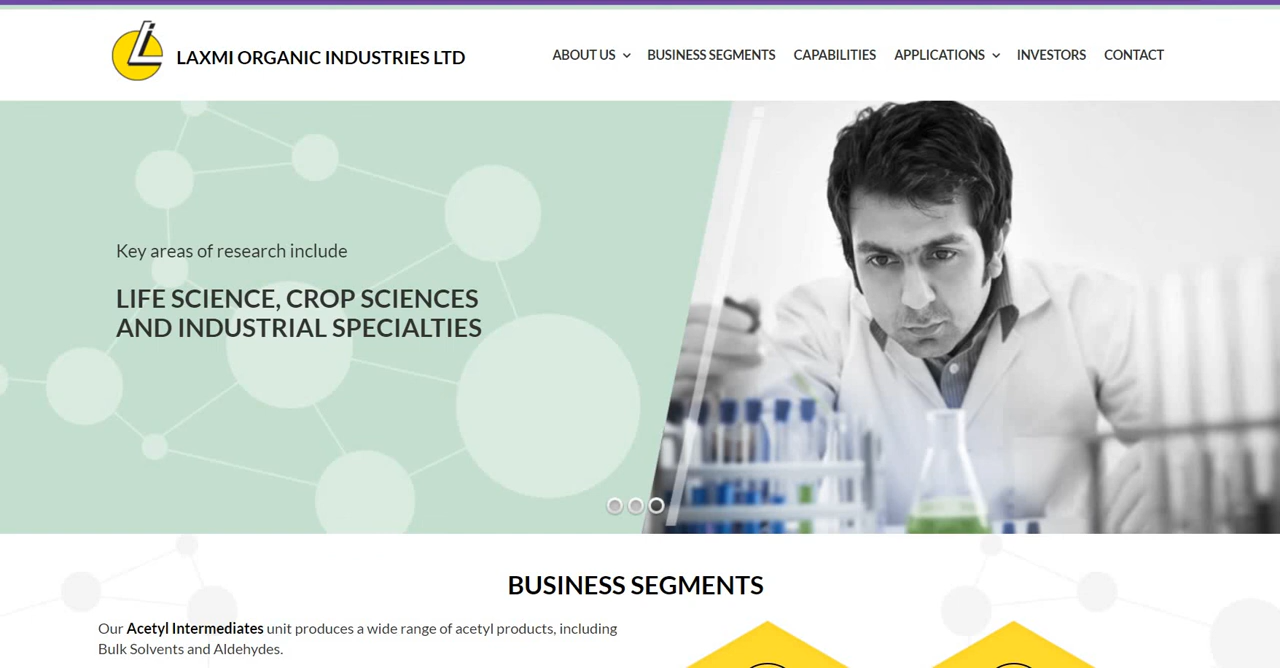 LAXMI ORGANIC INDUSTRIES LTD
ABOUT US BUSINESS SEGMENTS CAPABILITIES APPLICATIONS INVESTORS CONTACT
Key areas of research include
LIFE SCIENCE, CROP SCIENCES
AND INDUSTRIAL SPECIALTIES
BUSINESS SEGMENTS
Our Acetyl Intermediates unit produces a wide range of acetyl products, including
Bulk Solvents and Aldehydes.